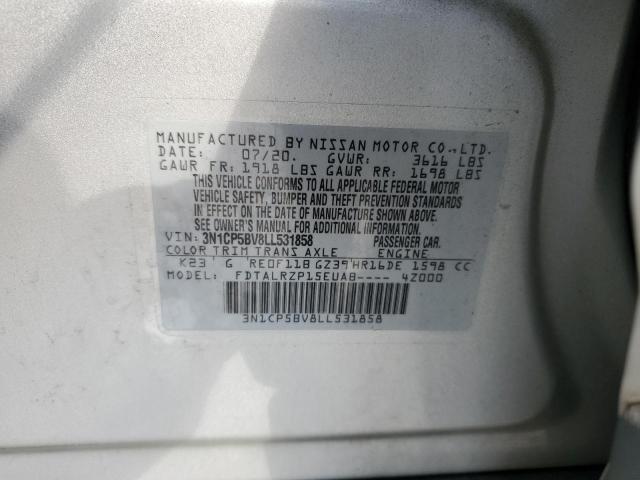 MANUFACTURED BY NISSAN MOTOR CO.,LTD.
DATE: 07/20. GVWR: 3616 LBS
GAWR FR: 1918 LBS GAWR RR: 1698 LBS
THIS VEHICLE CONFORMS TO ALL APPLICABLE FEDERAL MOTOR
VEHICLE SAFETY, BUMPER AND THEFT PREVENTION STANDARDS
IN EFFECT ON THE DATE OF MANUFACTURE SHOWN ABOVE.
SEE OWNER'S MANUAL FOR ADDITIONAL INFORMATION.
VIN: 3N1CP5BV8LL531858 PASSENGER CAR.
COLOR TRIM TRANS AXLE ENGINE
K23 G RE0F11B GZ39 HR16DE 1598 CC
MODEL: FDTALRZP15EUA8---- 4Z000
3N1CP5BV8LL531858